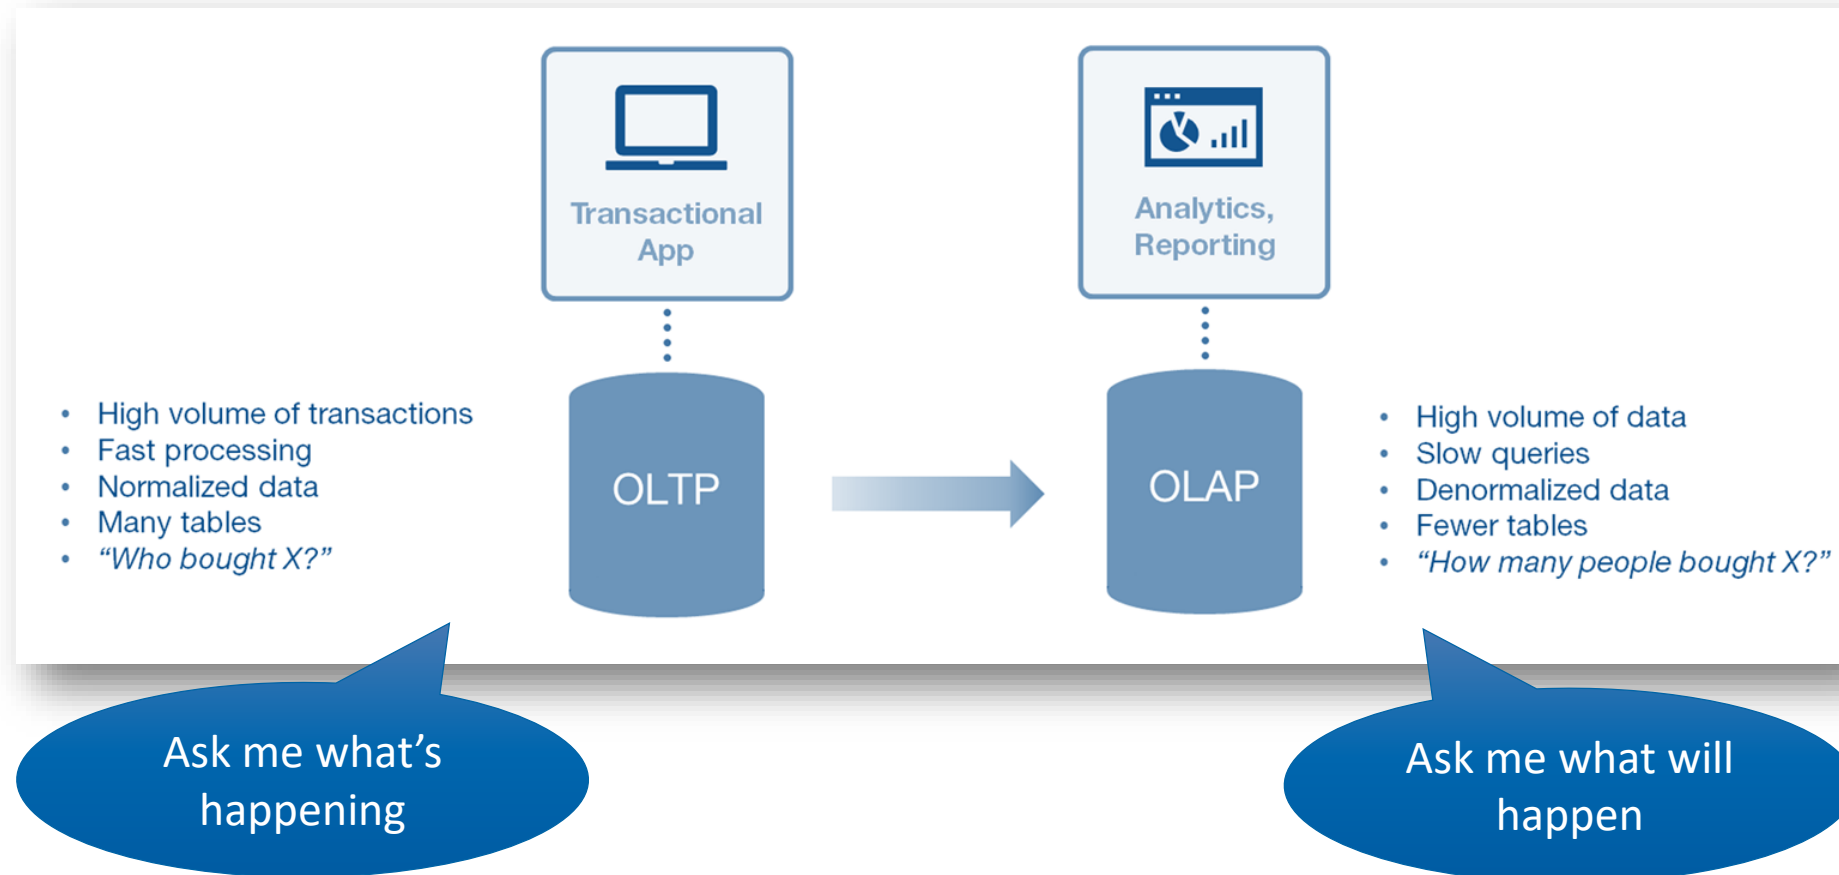 Transactional
App
Analytics,
Reporting
• High volume of transactions
• Fast processing
• Normalized data
• Many tables
• “Who bought X?”
OLTP
OLAP
• High volume of data
• Slow queries
• Denormalized data
• Fewer tables
• “How many people bought X?”
Ask me what’s
happening
Ask me what will
happen